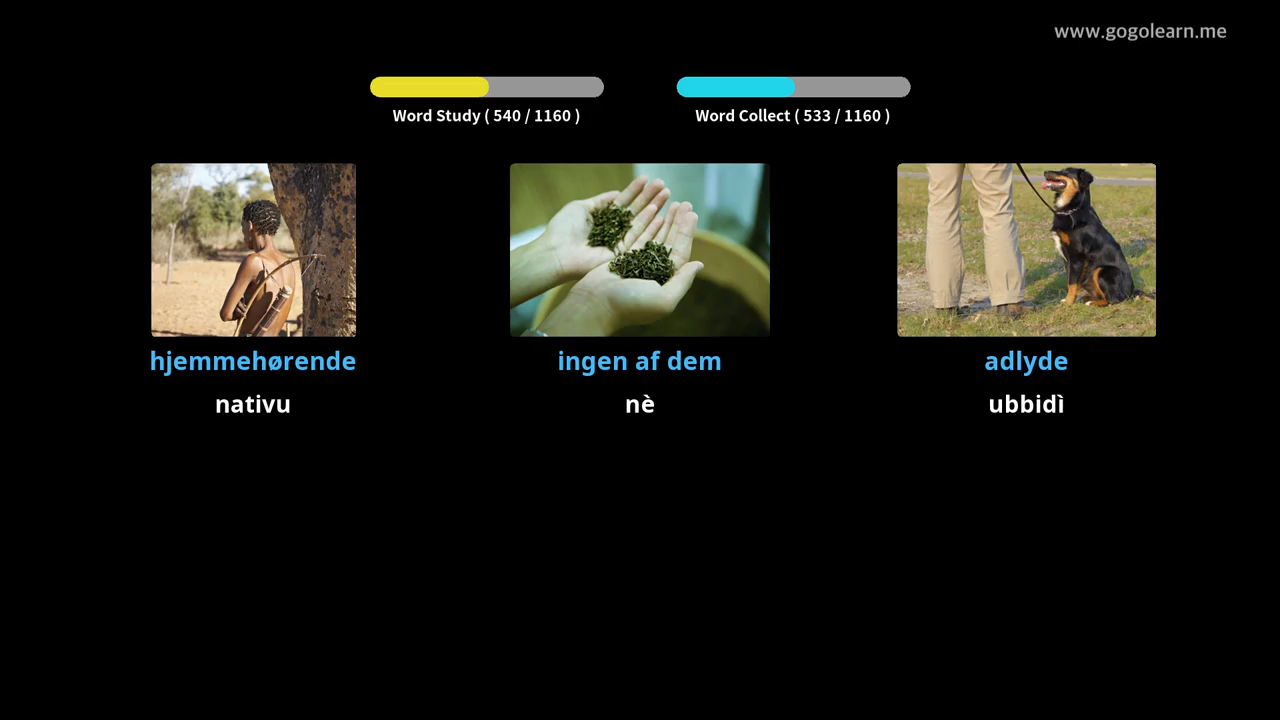 www.gogolearn.me
Word Study ( 540 / 1160 )
Word Collect ( 533 / 1160 )
hjemmehørende
ingen af dem
adlyde
nativu
nè
ubbidì